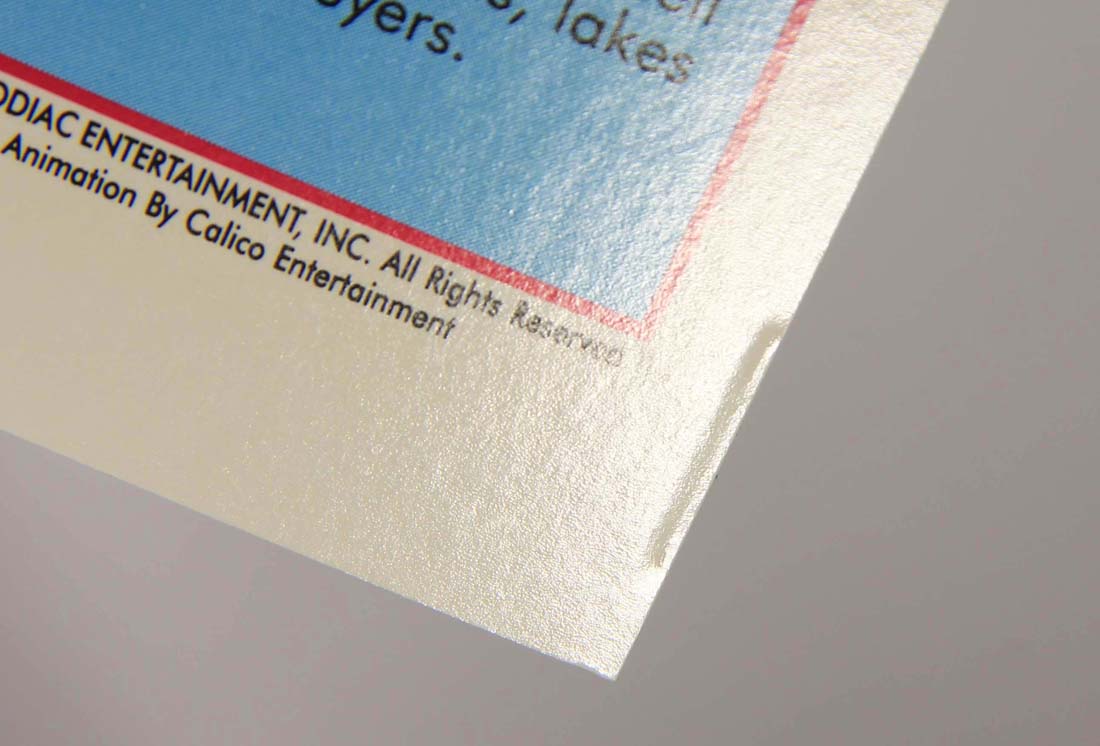 lakes
yers.
ODIAC ENTERTAINMENT, INC. All Rights Reserved
Animation By Calico Entertainment